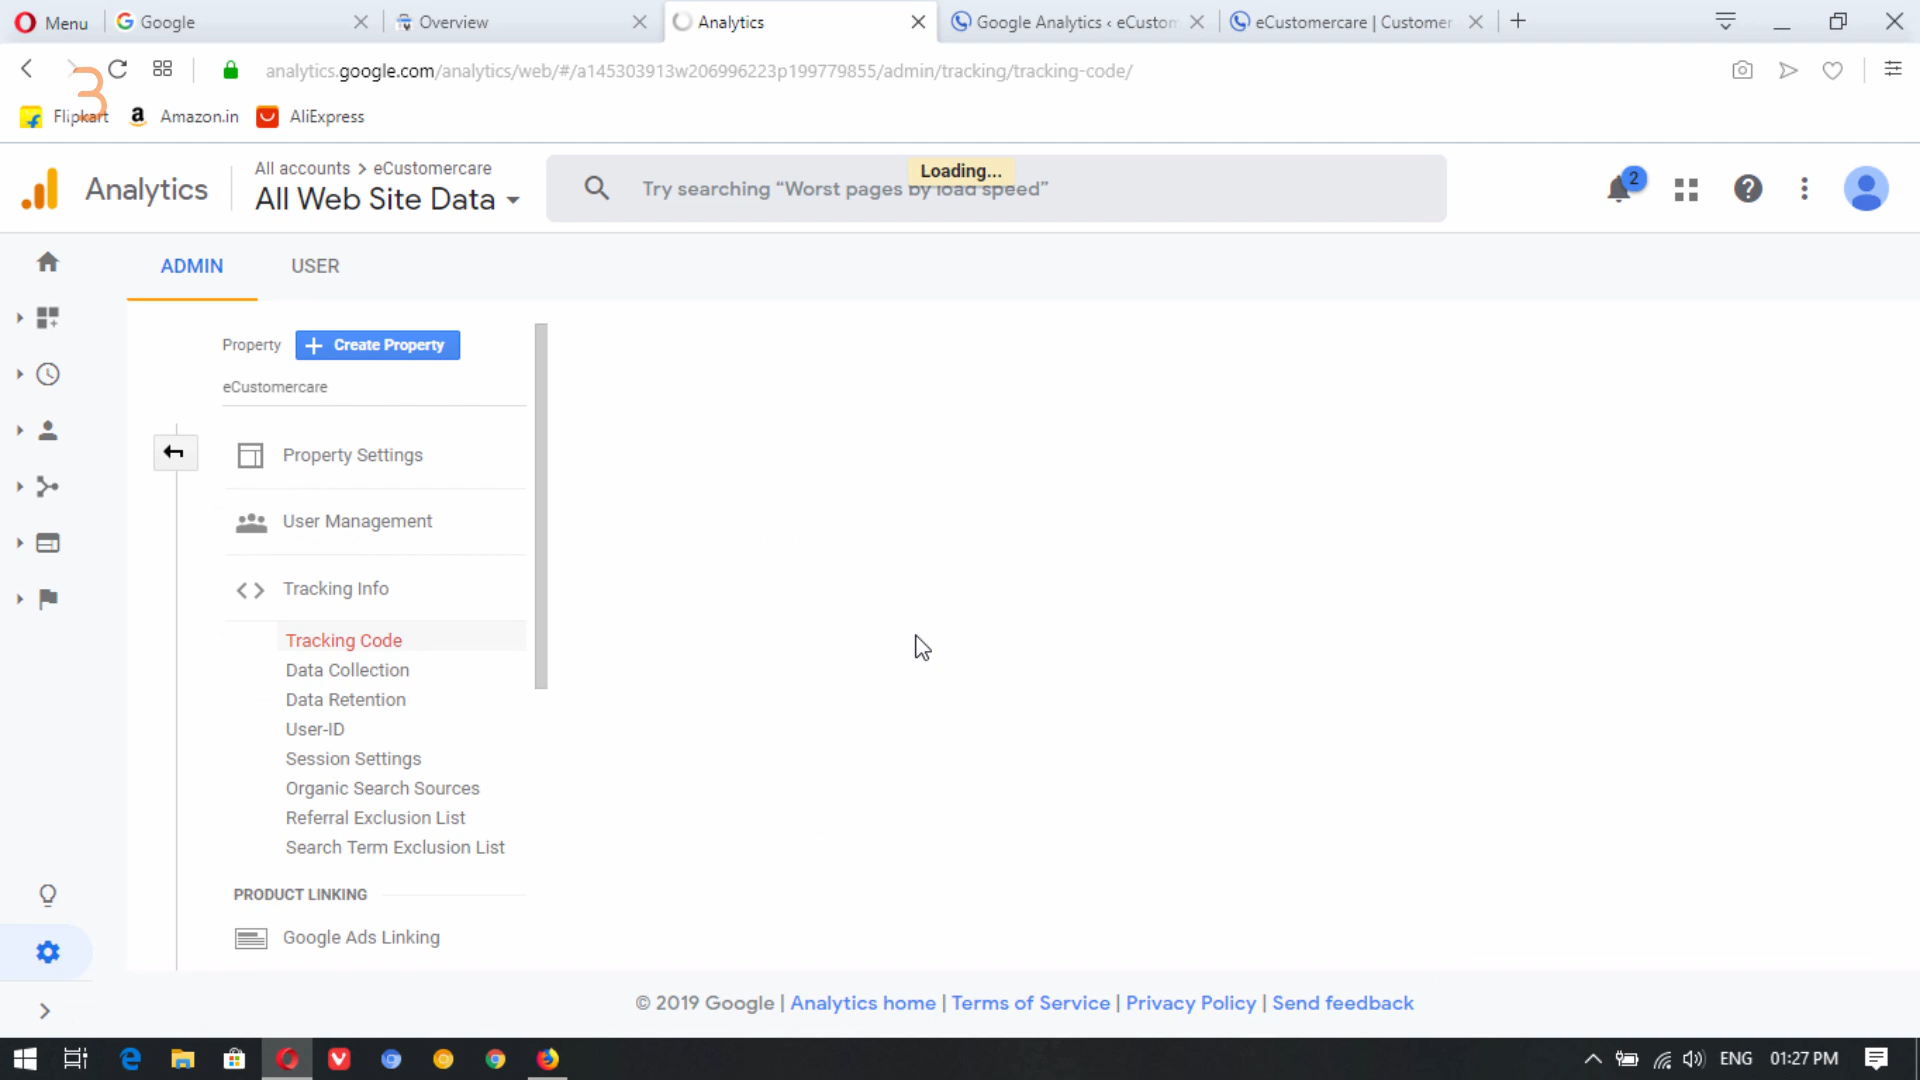 Menu
Google
Overview
Analytics
Google Analytics ‹ eCustom
eCustomercare | Customer
analytics.google.com/analytics/web/#/a145303913w206996223p199779855/admin/tracking/tracking-code/
3
Flipkart
Amazon.in
AliExpress
Analytics
All accounts > eCustomercare
All Web Site Data
Try searching “Worst pages by load speed”
Loading...
2
ADMIN
USER
Property
Create Property
eCustomercare
Property Settings
User Management
Tracking Info
Tracking Code
Data Collection
Data Retention
User-ID
Session Settings
Organic Search Sources
Referral Exclusion List
Search Term Exclusion List
PRODUCT LINKING
Google Ads Linking
© 2019 Google | Analytics home | Terms of Service | Privacy Policy | Send feedback
ENG
01:27 PM